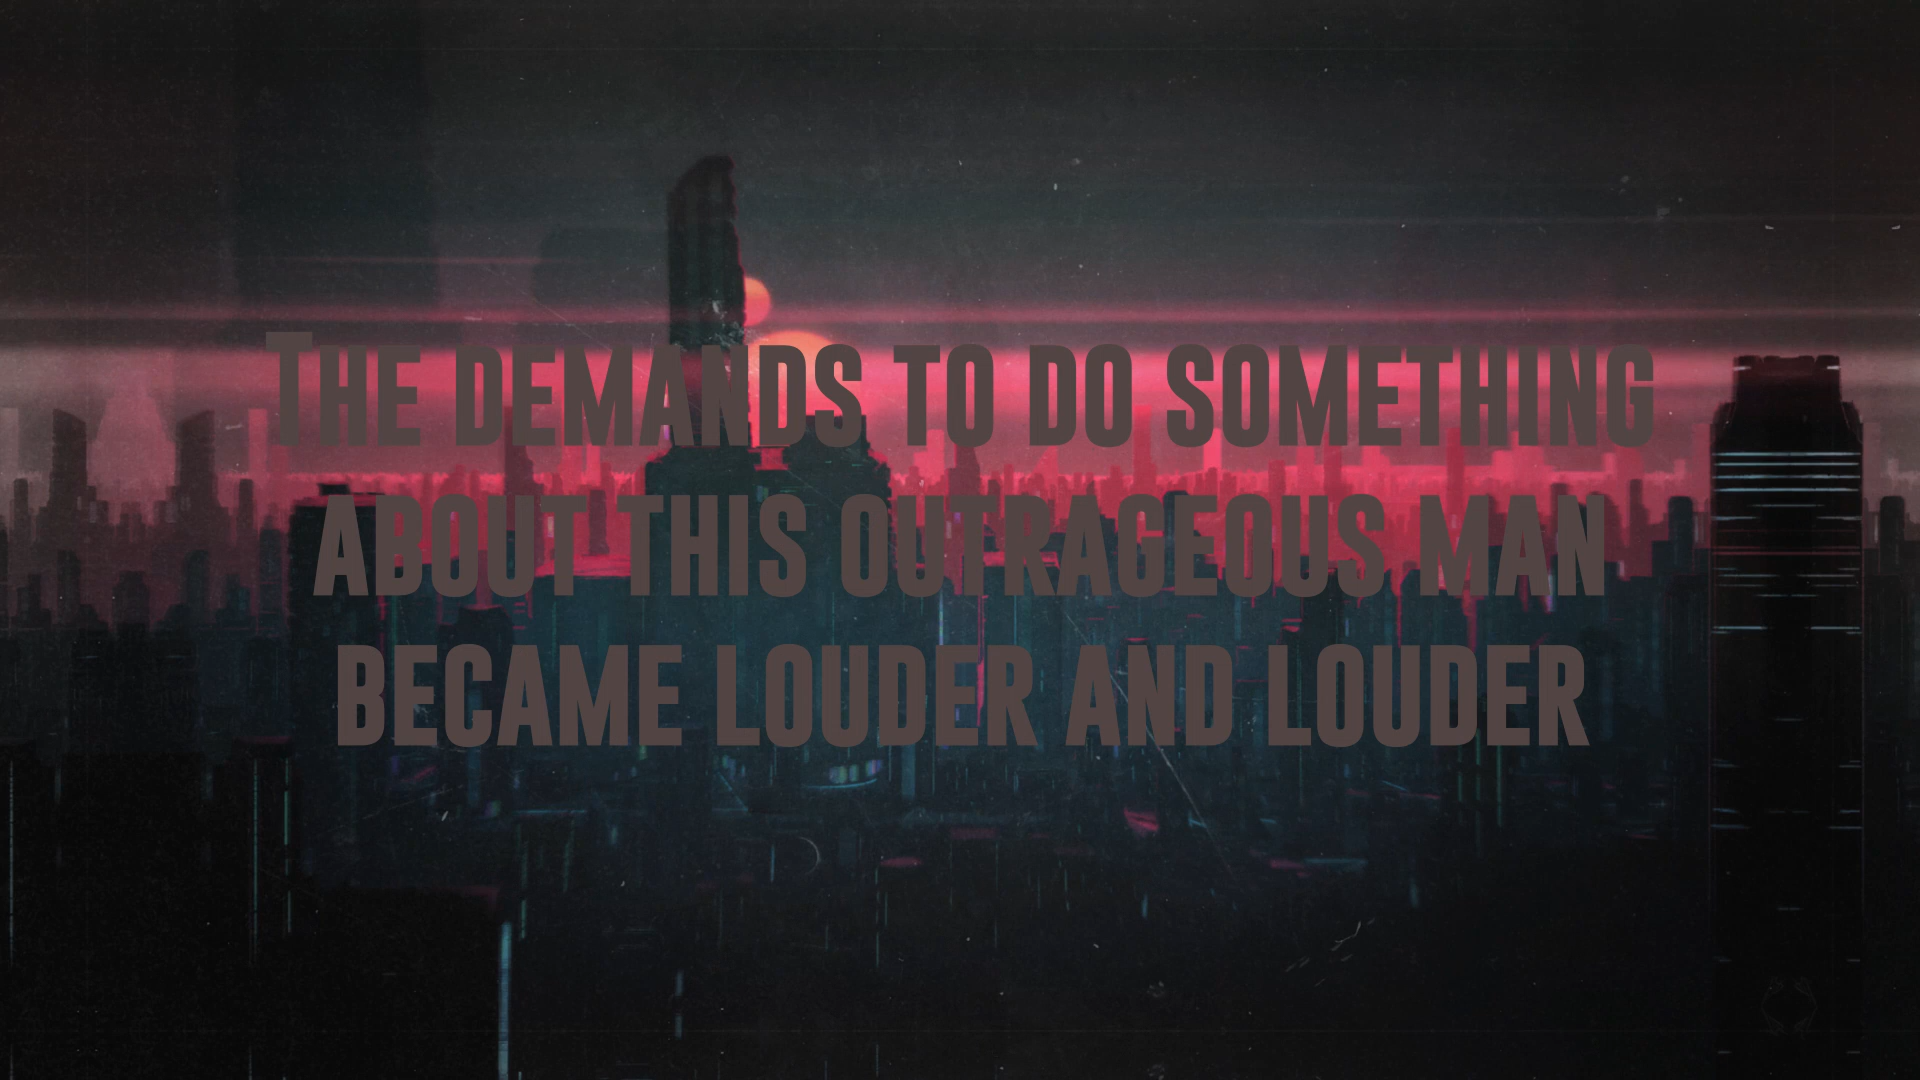 The demands to do something
about this outrageous man
became louder and louder